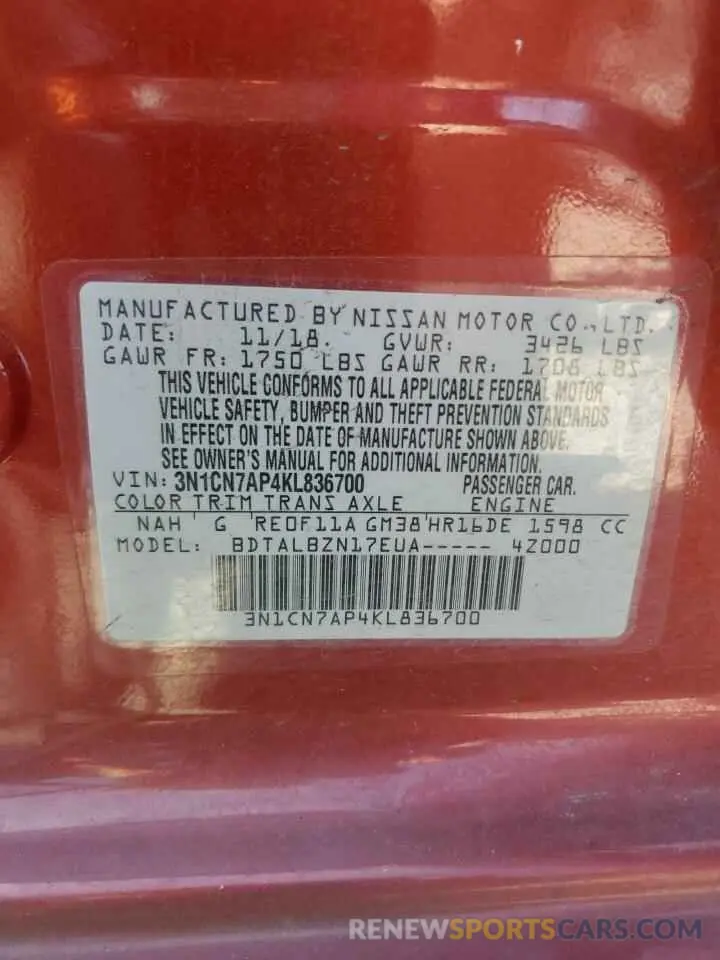 MANUFACTURED BY NISSAN MOTOR CO., LTD.
DATE: 11/18. GVWR: 3426 LBS
GAWR FR: 1750 LBS GAWR RR: 1708 LBS
THIS VEHICLE CONFORMS TO ALL APPLICABLE FEDERAL MOTOR
VEHICLE SAFETY, BUMPER AND THEFT PREVENTION STANDARDS
IN EFFECT ON THE DATE OF MANUFACTURE SHOWN ABOVE.
SEE OWNER'S MANUAL FOR ADDITIONAL INFORMATION.
VIN: 3N1CN7AP4KL836700 PASSENGER CAR.
COLOR TRIM TRANS AXLE ENGINE
NAH G RE0F11A GM38 HR16DE 1598 CC
MODEL: BDTALBZN17EUA----- 4Z000
3N1CN7AP4KL836700
RENEWSPORTSCARS.COM